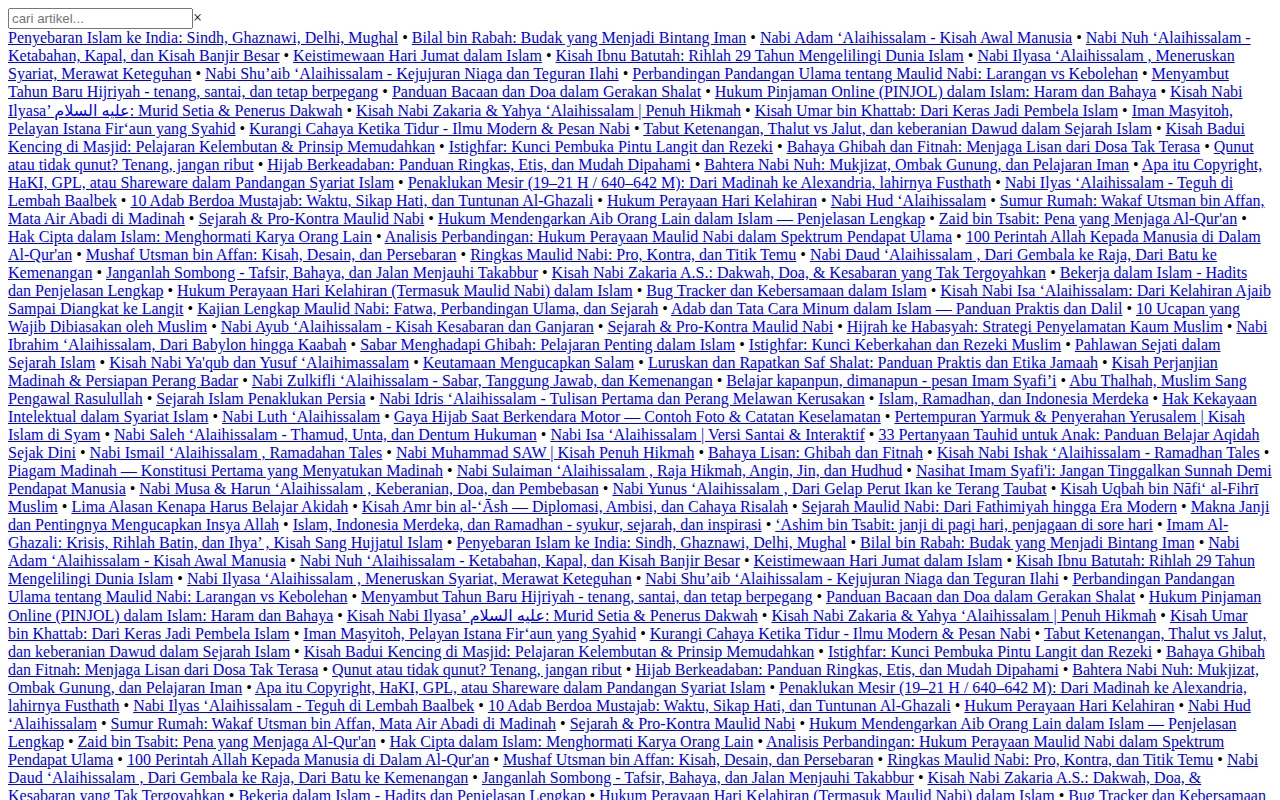 cari artikel... ×
Penyebaran Islam ke India: Sindh, Ghaznawi, Delhi, Mughal • Bilal bin Rabah: Budak yang Menjadi Bintang Iman • Nabi Adam ‘Alaihissalam - Kisah Awal Manusia • Nabi Nuh ‘Alaihissalam -
Ketabahan, Kapal, dan Kisah Banjir Besar • Keistimewaan Hari Jumat dalam Islam • Kisah Ibnu Batutah: Rihlah 29 Tahun Mengelilingi Dunia Islam • Nabi Ilyasa ‘Alaihissalam , Meneruskan
Syariat, Merawat Keteguhan • Nabi Shu’aib ‘Alaihissalam - Kejujuran Niaga dan Teguran Ilahi • Perbandingan Pandangan Ulama tentang Maulid Nabi: Larangan vs Kebolehan • Menyambut
Tahun Baru Hijriyah - tenang, santai, dan tetap berpegang • Panduan Bacaan dan Doa dalam Gerakan Shalat • Hukum Pinjaman Online (PINJOL) dalam Islam: Haram dan Bahaya • Kisah Nabi
Ilyasa’ عليه السلام: Murid Setia & Penerus Dakwah • Kisah Nabi Zakaria & Yahya ‘Alaihissalam | Penuh Hikmah • Kisah Umar bin Khattab: Dari Keras Jadi Pembela Islam • Iman Masyitoh,
Pelayan Istana Fir‘aun yang Syahid • Kurangi Cahaya Ketika Tidur - Ilmu Modern & Pesan Nabi • Tabut Ketenangan, Thalut vs Jalut, dan keberanian Dawud dalam Sejarah Islam • Kisah Badui
Kencing di Masjid: Pelajaran Kelembutan & Prinsip Memudahkan • Istighfar: Kunci Pembuka Pintu Langit dan Rezeki • Bahaya Ghibah dan Fitnah: Menjaga Lisan dari Dosa Tak Terasa • Qunut
atau tidak qunut? Tenang, jangan ribut • Hijab Berkeadaban: Panduan Ringkas, Etis, dan Mudah Dipahami • Bahtera Nabi Nuh: Mukjizat, Ombak Gunung, dan Pelajaran Iman • Apa itu Copyright,
HaKI, GPL, atau Shareware dalam Pandangan Syariat Islam • Penaklukan Mesir (19–21 H / 640–642 M): Dari Madinah ke Alexandria, lahirnya Fusthath • Nabi Ilyas ‘Alaihissalam - Teguh di
Lembah Baalbek • 10 Adab Berdoa Mustajab: Waktu, Sikap Hati, dan Tuntunan Al-Ghazali • Hukum Perayaan Hari Kelahiran • Nabi Hud ‘Alaihissalam • Sumur Rumah: Wakaf Utsman bin Affan,
Mata Air Abadi di Madinah • Sejarah & Pro-Kontra Maulid Nabi • Hukum Mendengarkan Aib Orang Lain dalam Islam — Penjelasan Lengkap • Zaid bin Tsabit: Pena yang Menjaga Al-Qur'an •
Hak Cipta dalam Islam: Menghormati Karya Orang Lain • Analisis Perbandingan: Hukum Perayaan Maulid Nabi dalam Spektrum Pendapat Ulama • 100 Perintah Allah Kepada Manusia di Dalam
Al-Qur'an • Mushaf Utsman bin Affan: Kisah, Desain, dan Persebaran • Ringkas Maulid Nabi: Pro, Kontra, dan Titik Temu • Nabi Daud ‘Alaihissalam , Dari Gembala ke Raja, Dari Batu ke
Kemenangan • Janganlah Sombong - Tafsir, Bahaya, dan Jalan Menjauhi Takabbur • Kisah Nabi Zakaria A.S.: Dakwah, Doa, & Kesabaran yang Tak Tergoyahkan • Bekerja dalam Islam - Hadits
dan Penjelasan Lengkap • Hukum Perayaan Hari Kelahiran (Termasuk Maulid Nabi) dalam Islam • Bug Tracker dan Kebersamaan dalam Islam • Kisah Nabi Isa ‘Alaihissalam: Dari Kelahiran Ajaib
Sampai Diangkat ke Langit • Kajian Lengkap Maulid Nabi: Fatwa, Perbandingan Ulama, dan Sejarah • Adab dan Tata Cara Minum dalam Islam — Panduan Praktis dan Dalil • 10 Ucapan yang
Wajib Dibiasakan oleh Muslim • Nabi Ayub ‘Alaihissalam - Kisah Kesabaran dan Ganjaran • Sejarah & Pro-Kontra Maulid Nabi • Hijrah ke Habasyah: Strategi Penyelamatan Kaum Muslim • Nabi
Ibrahim ‘Alaihissalam, Dari Babylon hingga Kaabah • Sabar Menghadapi Ghibah: Pelajaran Penting dalam Islam • Istighfar: Kunci Keberkahan dan Rezeki Muslim • Pahlawan Sejati dalam
Sejarah Islam • Kisah Nabi Ya'qub dan Yusuf ‘Alaihimassalam • Keutamaan Mengucapkan Salam • Luruskan dan Rapatkan Saf Shalat: Panduan Praktis dan Etika Jamaah • Kisah Perjanjian
Madinah & Persiapan Perang Badar • Nabi Zulkifli ‘Alaihissalam - Sabar, Tanggung Jawab, dan Kemenangan • Belajar kapanpun, dimanapun - pesan Imam Syafi’i • Abu Thalhah, Muslim Sang
Pengawal Rasulullah • Sejarah Islam Penaklukan Persia • Nabi Idris ‘Alaihissalam - Tulisan Pertama dan Perang Melawan Kerusakan • Islam, Ramadhan, dan Indonesia Merdeka • Hak Kekayaan
Intelektual dalam Syariat Islam • Nabi Luth ‘Alaihissalam • Gaya Hijab Saat Berkendara Motor — Contoh Foto & Catatan Keselamatan • Pertempuran Yarmuk & Penyerahan Yerusalem | Kisah
Islam di Syam • Nabi Saleh ‘Alaihissalam - Thamud, Unta, dan Dentum Hukuman • Nabi Isa ‘Alaihissalam | Versi Santai & Interaktif • 33 Pertanyaan Tauhid untuk Anak: Panduan Belajar Aqidah
Sejak Dini • Nabi Ismail ‘Alaihissalam , Ramadahan Tales • Nabi Muhammad SAW | Kisah Penuh Hikmah • Bahaya Lisan: Ghibah dan Fitnah • Kisah Nabi Ishak ‘Alaihissalam - Ramadhan Tales •
Piagam Madinah — Konstitusi Pertama yang Menyatukan Madinah • Nabi Sulaiman ‘Alaihissalam , Raja Hikmah, Angin, Jin, dan Hudhud • Nasihat Imam Syafi'i: Jangan Tinggalkan Sunnah Demi
Pendapat Manusia • Nabi Musa & Harun ‘Alaihissalam , Keberanian, Doa, dan Pembebasan • Nabi Yunus ‘Alaihissalam , Dari Gelap Perut Ikan ke Terang Taubat • Kisah Uqbah bin Nāfi‘ al-Fihrī
Muslim • Lima Alasan Kenapa Harus Belajar Akidah • Kisah Amr bin al-‘Āsh — Diplomasi, Ambisi, dan Cahaya Risalah • Sejarah Maulid Nabi: Dari Fathimiyah hingga Era Modern • Makna Janji
dan Pentingnya Mengucapkan Insya Allah • Islam, Indonesia Merdeka, dan Ramadhan - syukur, sejarah, dan inspirasi • ‘Ashim bin Tsabit: janji di pagi hari, penjagaan di sore hari • Imam Al-
Ghazali: Krisis, Rihlah Batin, dan Ihya’ , Kisah Sang Hujjatul Islam • Penyebaran Islam ke India: Sindh, Ghaznawi, Delhi, Mughal • Bilal bin Rabah: Budak yang Menjadi Bintang Iman • Nabi
Adam ‘Alaihissalam - Kisah Awal Manusia • Nabi Nuh ‘Alaihissalam - Ketabahan, Kapal, dan Kisah Banjir Besar • Keistimewaan Hari Jumat dalam Islam • Kisah Ibnu Batutah: Rihlah 29 Tahun
Mengelilingi Dunia Islam • Nabi Ilyasa ‘Alaihissalam , Meneruskan Syariat, Merawat Keteguhan • Nabi Shu’aib ‘Alaihissalam - Kejujuran Niaga dan Teguran Ilahi • Perbandingan Pandangan
Ulama tentang Maulid Nabi: Larangan vs Kebolehan • Menyambut Tahun Baru Hijriyah - tenang, santai, dan tetap berpegang • Panduan Bacaan dan Doa dalam Gerakan Shalat • Hukum Pinjaman
Online (PINJOL) dalam Islam: Haram dan Bahaya • Kisah Nabi Ilyasa’ عليه السلام: Murid Setia & Penerus Dakwah • Kisah Nabi Zakaria & Yahya ‘Alaihissalam | Penuh Hikmah • Kisah Umar
bin Khattab: Dari Keras Jadi Pembela Islam • Iman Masyitoh, Pelayan Istana Fir‘aun yang Syahid • Kurangi Cahaya Ketika Tidur - Ilmu Modern & Pesan Nabi • Tabut Ketenangan, Thalut vs Jalut,
dan keberanian Dawud dalam Sejarah Islam • Kisah Badui Kencing di Masjid: Pelajaran Kelembutan & Prinsip Memudahkan • Istighfar: Kunci Pembuka Pintu Langit dan Rezeki • Bahaya Ghibah
dan Fitnah: Menjaga Lisan dari Dosa Tak Terasa • Qunut atau tidak qunut? Tenang, jangan ribut • Hijab Berkeadaban: Panduan Ringkas, Etis, dan Mudah Dipahami • Bahtera Nabi Nuh: Mukjizat,
Ombak Gunung, dan Pelajaran Iman • Apa itu Copyright, HaKI, GPL, atau Shareware dalam Pandangan Syariat Islam • Penaklukan Mesir (19–21 H / 640–642 M): Dari Madinah ke Alexandria,
lahirnya Fusthath • Nabi Ilyas ‘Alaihissalam - Teguh di Lembah Baalbek • 10 Adab Berdoa Mustajab: Waktu, Sikap Hati, dan Tuntunan Al-Ghazali • Hukum Perayaan Hari Kelahiran • Nabi Hud
‘Alaihissalam • Sumur Rumah: Wakaf Utsman bin Affan, Mata Air Abadi di Madinah • Sejarah & Pro-Kontra Maulid Nabi • Hukum Mendengarkan Aib Orang Lain dalam Islam — Penjelasan
Lengkap • Zaid bin Tsabit: Pena yang Menjaga Al-Qur'an • Hak Cipta dalam Islam: Menghormati Karya Orang Lain • Analisis Perbandingan: Hukum Perayaan Maulid Nabi dalam Spektrum
Pendapat Ulama • 100 Perintah Allah Kepada Manusia di Dalam Al-Qur'an • Mushaf Utsman bin Affan: Kisah, Desain, dan Persebaran • Ringkas Maulid Nabi: Pro, Kontra, dan Titik Temu • Nabi
Daud ‘Alaihissalam , Dari Gembala ke Raja, Dari Batu ke Kemenangan • Janganlah Sombong - Tafsir, Bahaya, dan Jalan Menjauhi Takabbur • Kisah Nabi Zakaria A.S.: Dakwah, Doa, &
Kesabaran yang Tak Tergoyahkan • Bekerja dalam Islam - Hadits dan Penjelasan Lengkap • Hukum Perayaan Hari Kelahiran (Termasuk Maulid Nabi) dalam Islam • Bug Tracker dan Kebersamaan